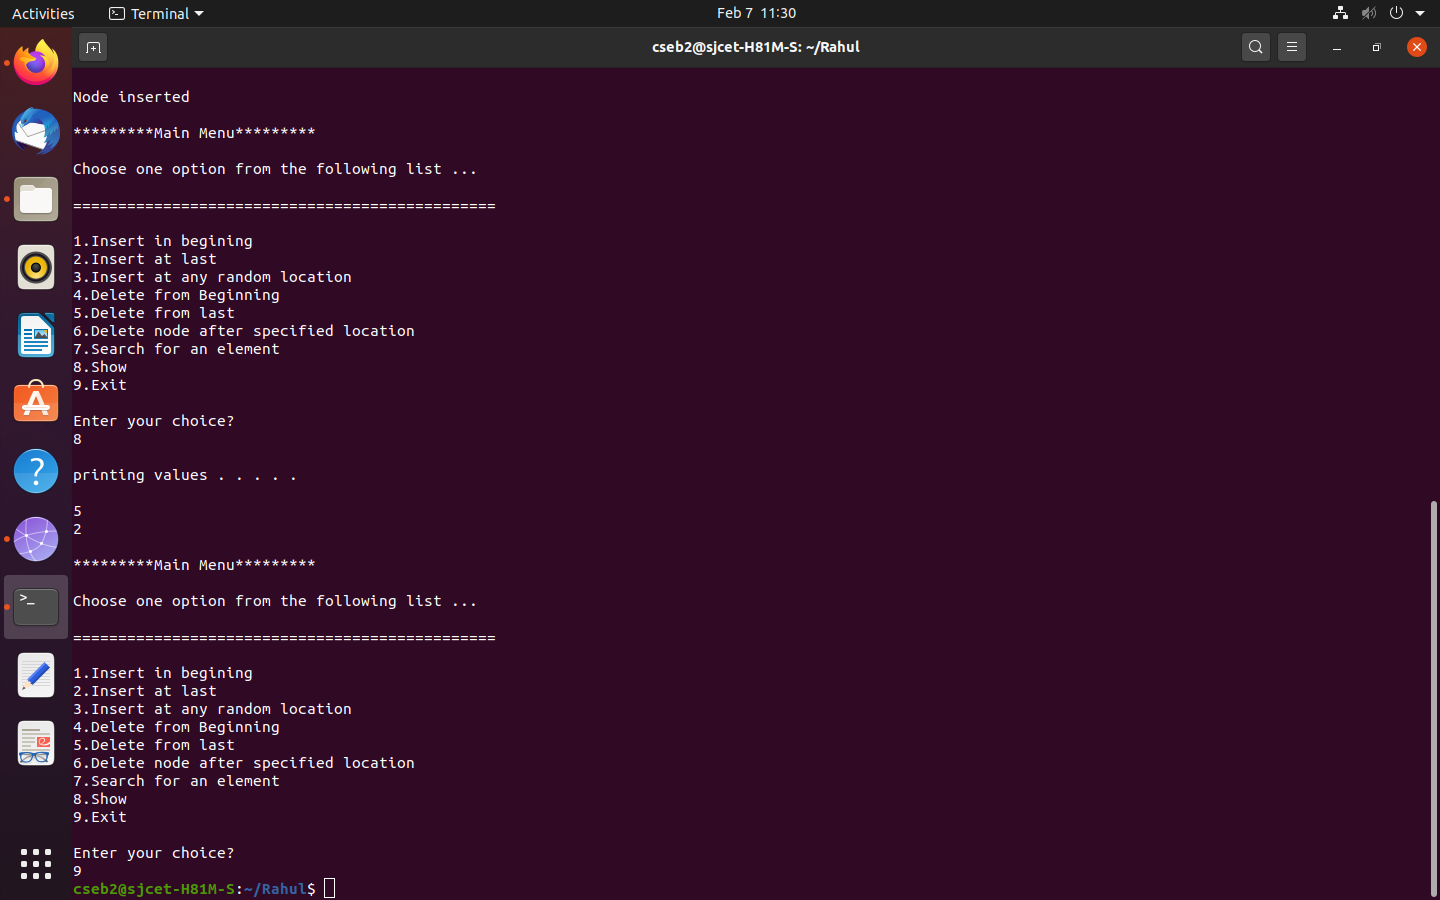 Activities
Terminal
Feb 7 11:30
cseb2@sjcet-H81M-S: ~/Rahul
Node inserted
*********Main Menu*********
Choose one option from the following list ...
===============================================
1.Insert in begining
2.Insert at last
3.Insert at any random location
4.Delete from Beginning
5.Delete from last
6.Delete node after specified location
7.Search for an element
8.Show
9.Exit
Enter your choice?
8
printing values . . . . .
5
2
*********Main Menu*********
Choose one option from the following list ...
===============================================
1.Insert in begining
2.Insert at last
3.Insert at any random location
4.Delete from Beginning
5.Delete from last
6.Delete node after specified location
7.Search for an element
8.Show
9.Exit
Enter your choice?
9
cseb2@sjcet-H81M-S:~/Rahul$